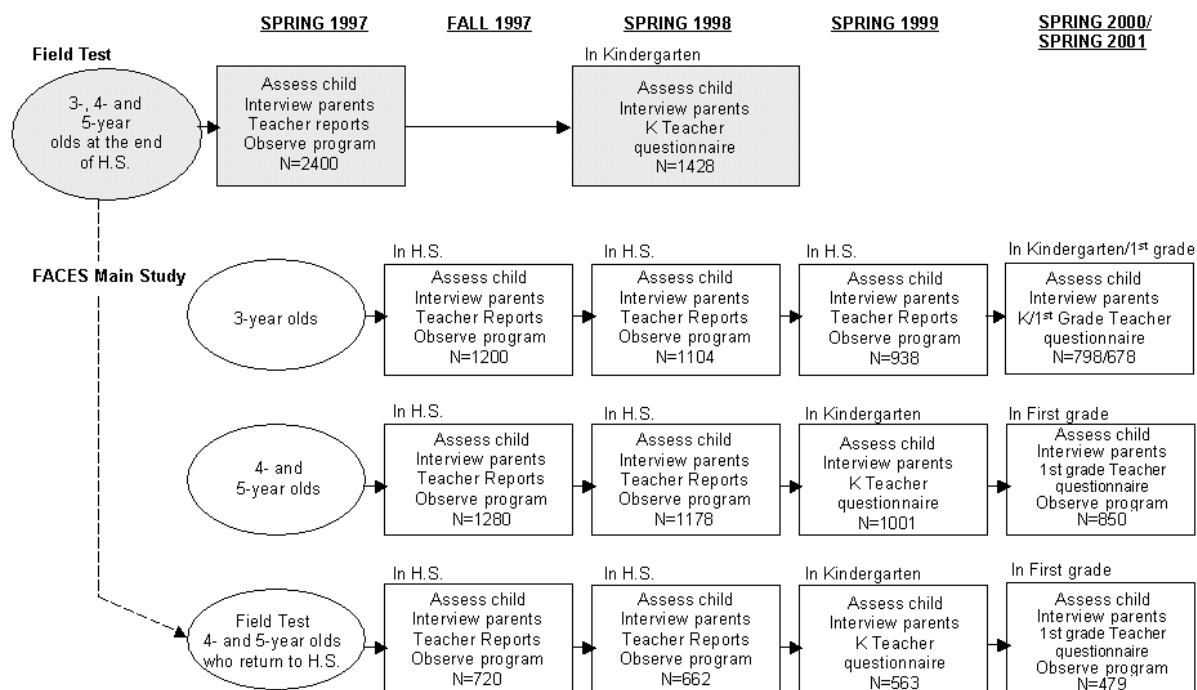 SPRING 1997
FALL 1997
SPRING 1998
SPRING 1999
SPRING 2000/
SPRING 2001
Field Test
3-, 4- and
5-year
olds at the end
of H.S.
Assess child
Interview parents
Teacher reports
Observe program
N=2400
In Kindergarten
Assess child
Interview parents
K Teacher
questionnaire
N=1428
FACES Main Study
3-year olds
In H.S.
Assess child
Interview parents
Teacher Reports
Observe program
N=1200
In H.S.
Assess child
Interview parents
Teacher Reports
Observe program
N=1104
In H.S.
Assess child
Interview parents
Teacher Reports
Observe program
N=938
In Kindergarten/1st grade
Assess child
Interview parents
K/1st Grade Teacher
questionnaire
N=798/678
4- and
5-year olds
In H.S.
Assess child
Interview parents
Teacher Reports
Observe program
N=1280
In H.S.
Assess child
Interview parents
Teacher Reports
Observe program
N=1178
In Kindergarten
Assess child
Interview parents
K Teacher
questionnaire
N=1001
In First grade
Assess child
Interview parents
1st grade Teacher
questionnaire
Observe program
N=850
Field Test
4- and 5-year olds
who return to H.S.
In H.S.
Assess child
Interview parents
Teacher Reports
Observe program
N=720
In H.S.
Assess child
Interview parents
Teacher Reports
Observe program
N=662
In Kindergarten
Assess child
Interview parents
K Teacher
questionnaire
N=563
In First grade
Assess child
Interview parents
1st grade Teacher
questionnaire
Observe program
N=479